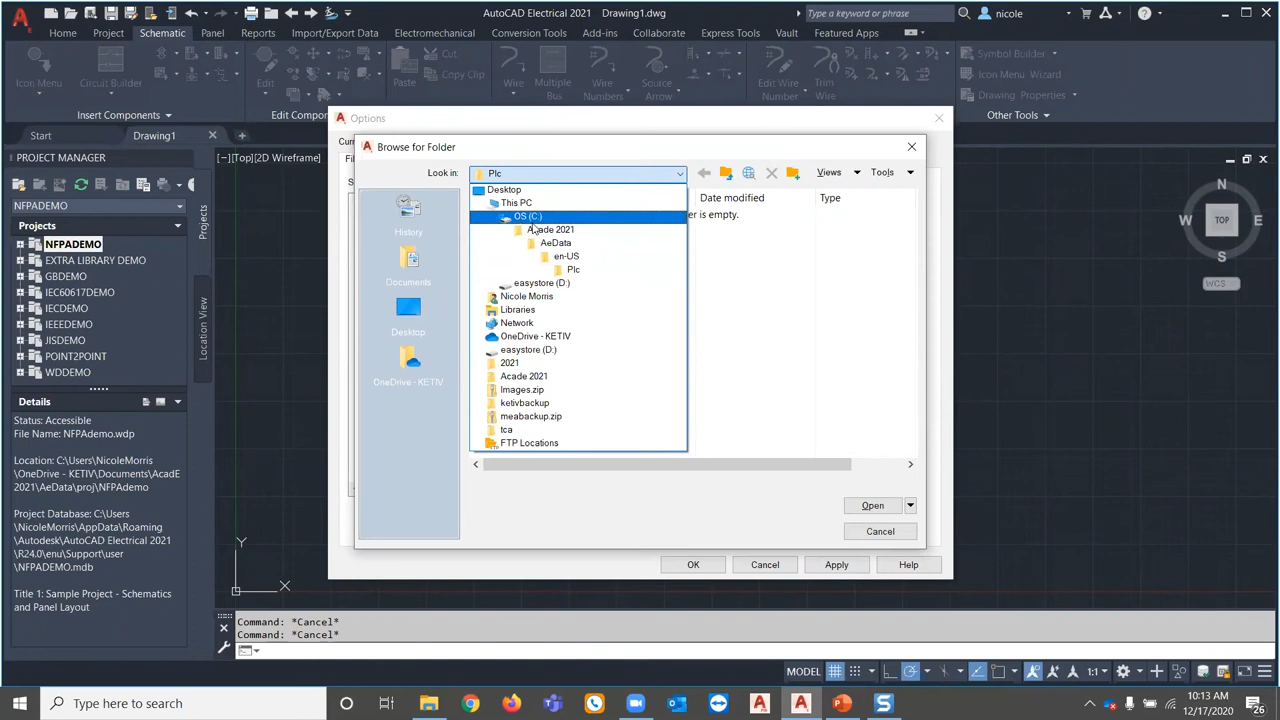 AutoCAD Electrical 2021 Drawing1.dwg
Type a keyword or phrase
nicole
Home
Project
Schematic
Panel
Reports
Import/Export Data
Electromechanical
Conversion Tools
Add-ins
Collaborate
Express Tools
Vault
Featured Apps
Icon Menu
Circuit Builder
Edit
Paste
Cut
Copy Clip
Wire
Multiple Bus
Wire Numbers
Source Arrow
Edit Wire Number
Trim Wire
Symbol Builder
Icon Menu Wizard
Drawing Properties
Insert Components
Edit Compo
Other Tools
Start
Drawing1
PROJECT MANAGER
[−][Top][2D Wireframe]
NFPADEMO
Projects
NFPADEMO
EXTRA LIBRARY DEMO
GBDEMO
IEC60617DEMO
IECDEMO
IEEEDEMO
JISDEMO
POINT2POINT
WDDEMO
Projects
Location View
Details
Status: Accessible
File Name: NFPAdemo.wdp
Location: C:\Users
\NicoleMorris
\OneDrive - KETIV\Documents\AcadE
2021\AeData\proj\NFPAdemo
Project Database: C:\Users
\NicoleMorris\AppData\Roaming
\Autodesk\AutoCAD Electrical 2021
\R24.0\enu\Support\user
\NFPADEMO.mdb
Title 1: Sample Project - Schematics
and Panel Layout
Options
Curr
Fil
S
Browse for Folder
Look in:
Plc
Views
Tools
Date modified
Type
er is empty.
Desktop
This PC
OS (C:)
Acade 2021
AeData
en-US
Plc
easystore (D:)
Nicole Morris
Libraries
Network
OneDrive - KETIV
easystore (D:)
2021
Acade 2021
Images.zip
ketivbackup
meabackup.zip
tca
FTP Locations
History
Documents
Desktop
OneDrive - KETIV
Open
Cancel
OK
Cancel
Apply
Help
N
W
TOP
E
S
WCS
Y
X
Command: *Cancel*
Command: *Cancel*
MODEL
1:1
Type here to search
10:13 AM
12/17/2020
26